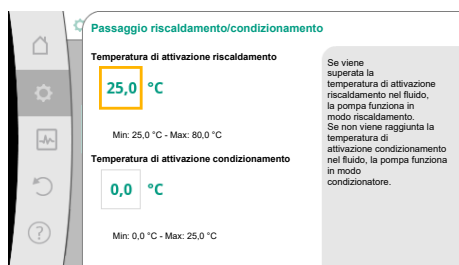 Passaggio riscaldamento/condizionamento
Temperatura di attivazione riscaldamento
25,0 °C
Min: 25,0 °C - Max: 80,0 °C
Temperatura di attivazione condizionamento
0,0 °C
Min: 0,0 °C - Max: 25,0 °C
Se viene
superata la
temperatura di attivazione
riscaldamento nel fluido,
la pompa funziona in
modo riscaldamento.
Se non viene raggiunta la
temperatura di
attivazione condizionamento
nel fluido, la pompa funziona
in modo
condizionatore.
?